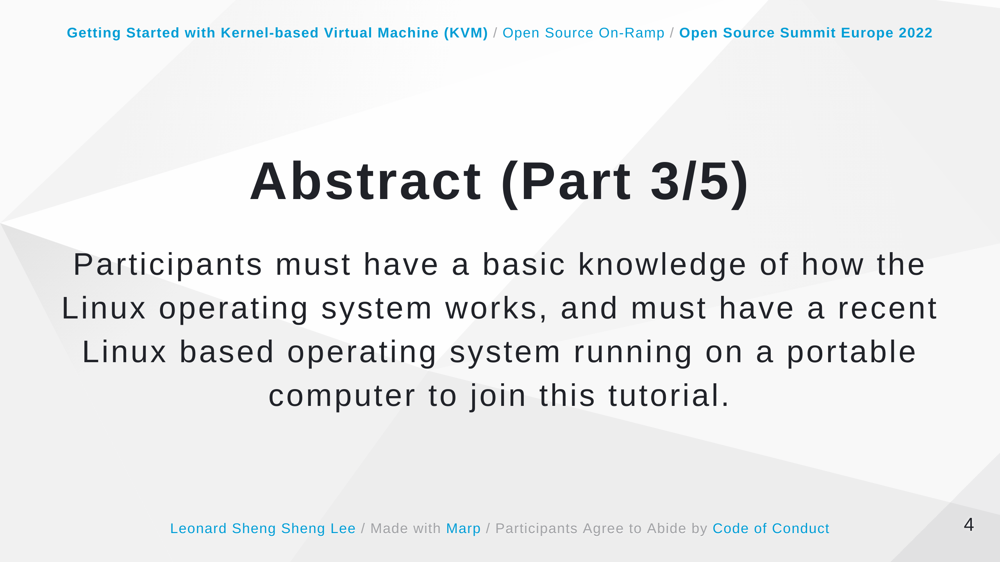 Getting Started with Kernel-based Virtual Machine (KVM) / Open Source On-Ramp / Open Source Summit Europe 2022
Abstract (Part 3/5)
Participants must have a basic knowledge of how the
Linux operating system works, and must have a recent
Linux based operating system running on a portable
computer to join this tutorial.
Leonard Sheng Sheng Lee / Made with Marp / Participants Agree to Abide by Code of Conduct
4